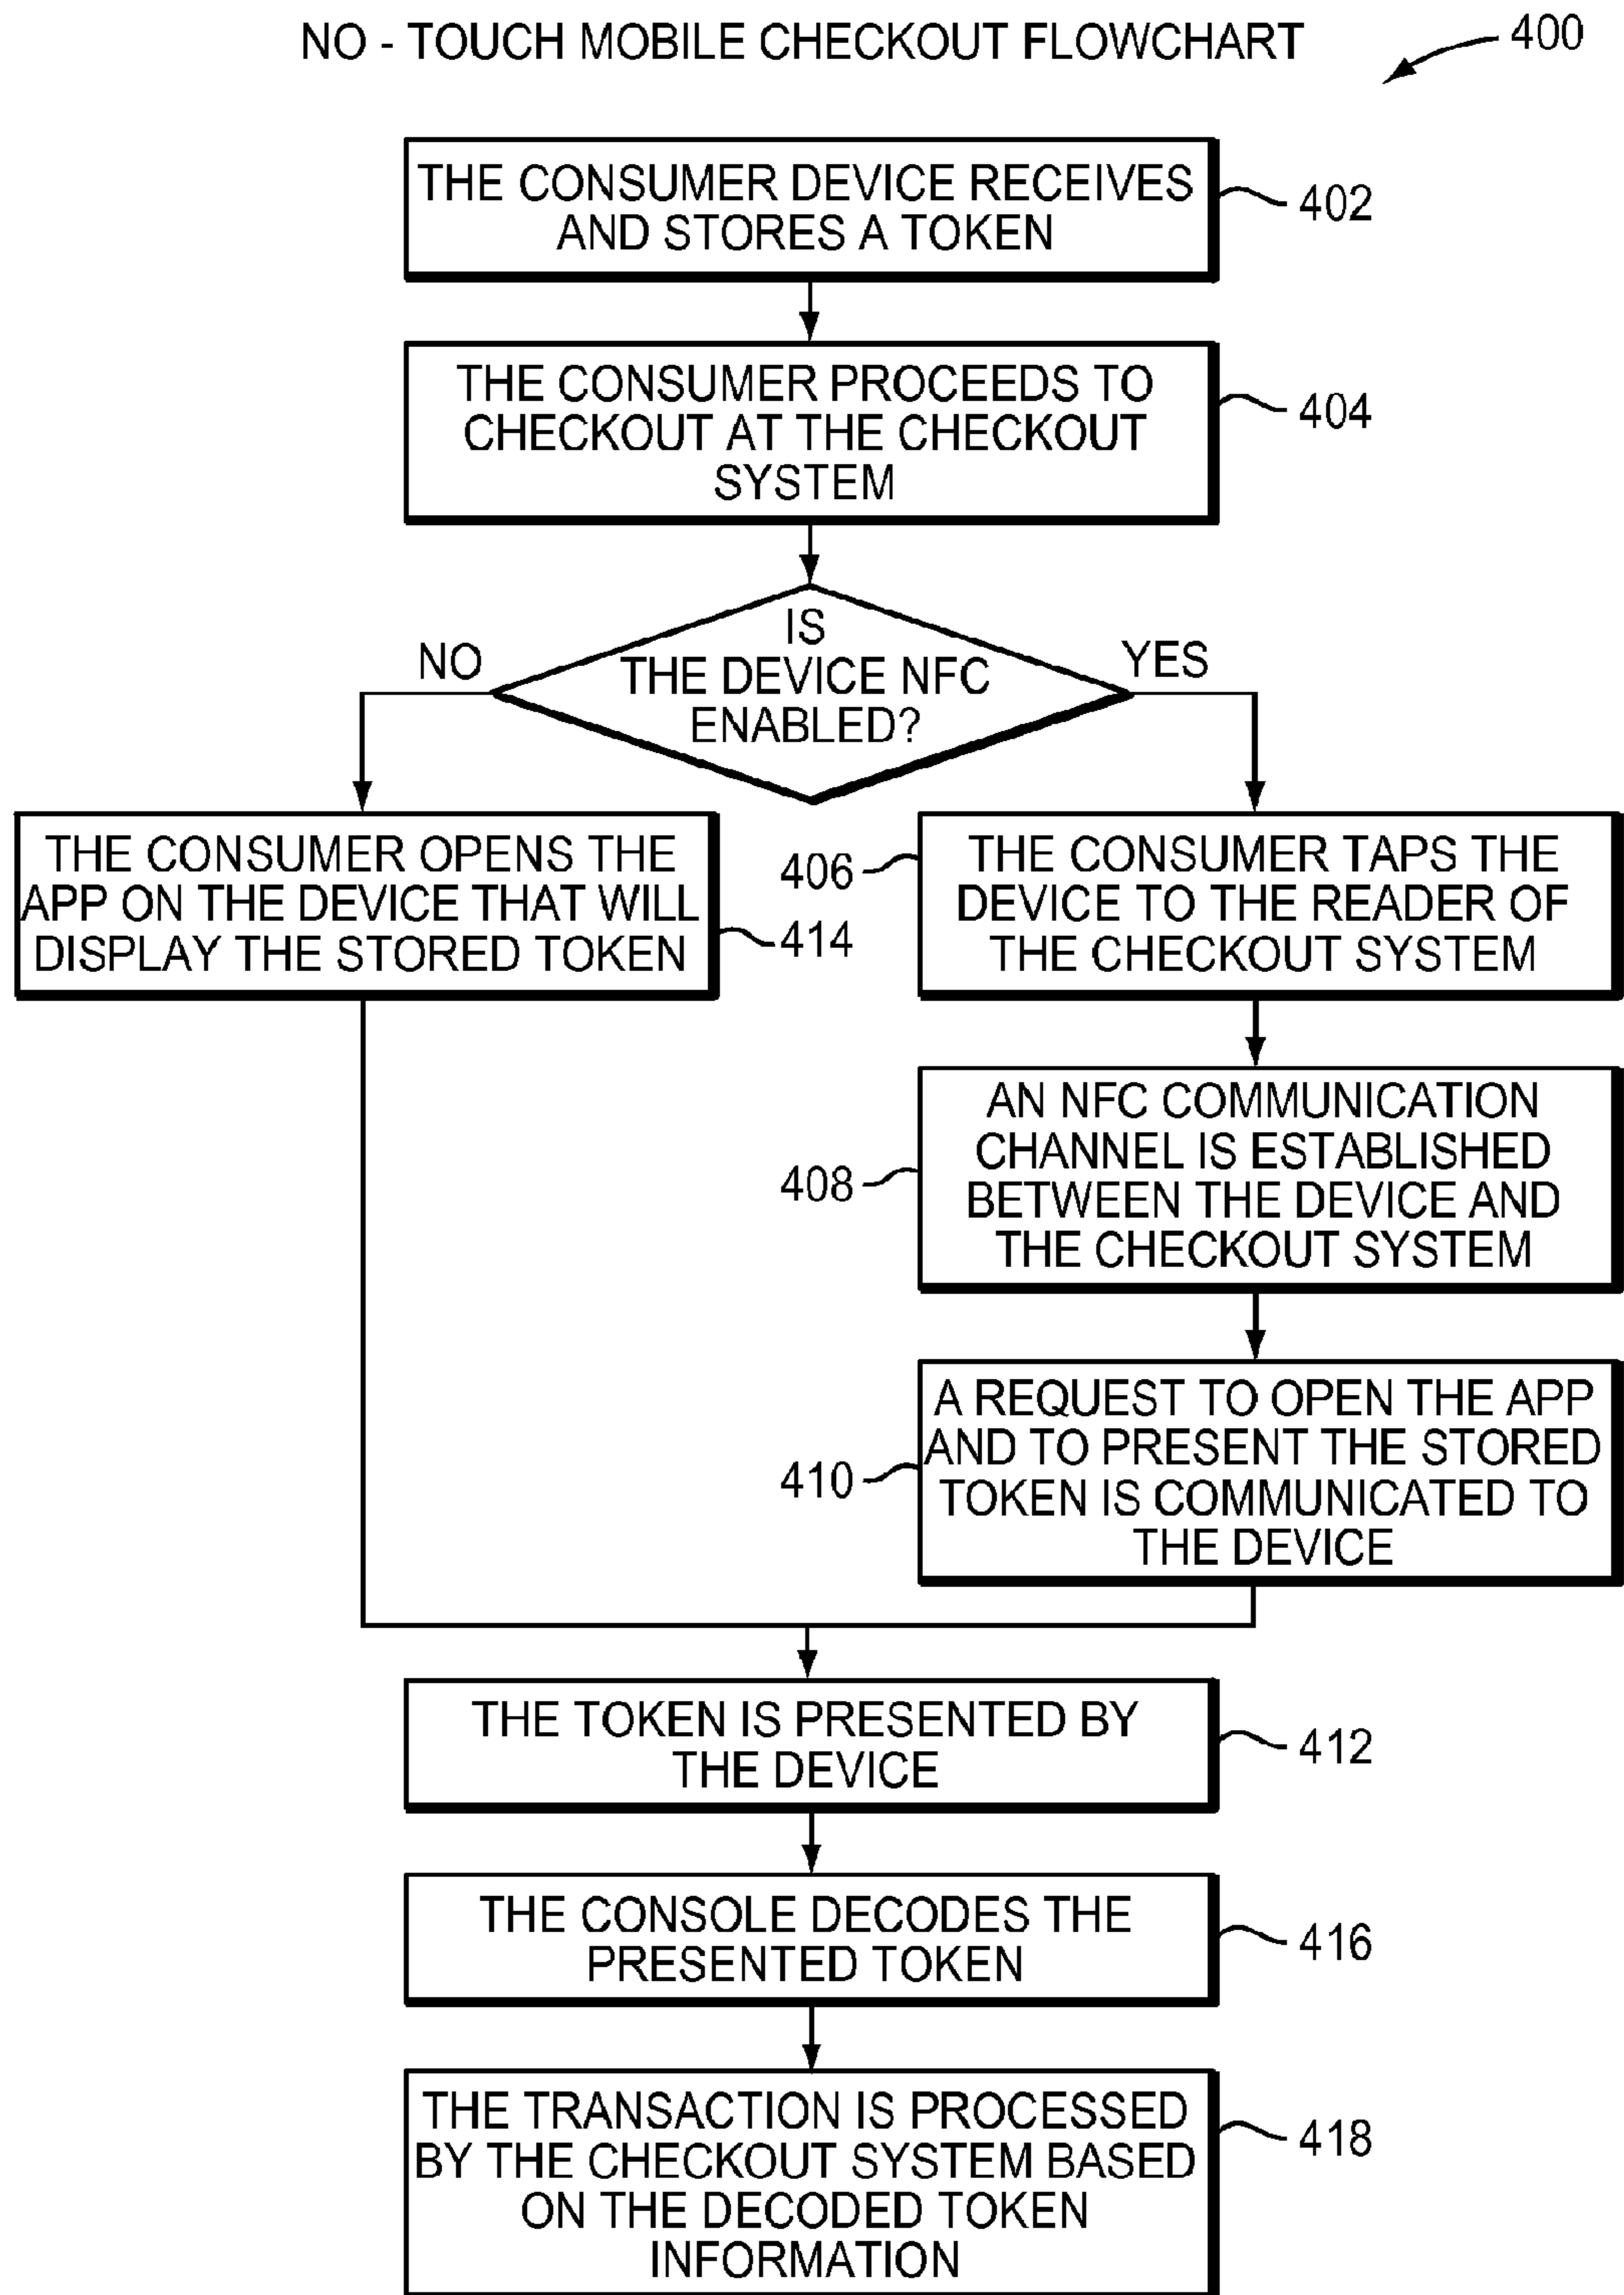 NO - TOUCH MOBILE CHECKOUT FLOWCHART
400
THE CONSUMER DEVICE RECEIVES
AND STORES A TOKEN
402
THE CONSUMER PROCEEDS TO
CHECKOUT AT THE CHECKOUT
SYSTEM
404
IS
THE DEVICE NFC
ENABLED?
NO
YES
THE CONSUMER OPENS THE
APP ON THE DEVICE THAT WILL
DISPLAY THE STORED TOKEN
414
406
THE CONSUMER TAPS THE
DEVICE TO THE READER OF
THE CHECKOUT SYSTEM
408
AN NFC COMMUNICATION
CHANNEL IS ESTABLISHED
BETWEEN THE DEVICE AND
THE CHECKOUT SYSTEM
410
A REQUEST TO OPEN THE APP
AND TO PRESENT THE STORED
TOKEN IS COMMUNICATED TO
THE DEVICE
THE TOKEN IS PRESENTED BY
THE DEVICE
412
THE CONSOLE DECODES THE
PRESENTED TOKEN
416
THE TRANSACTION IS PROCESSED
BY THE CHECKOUT SYSTEM BASED
ON THE DECODED TOKEN
INFORMATION
418